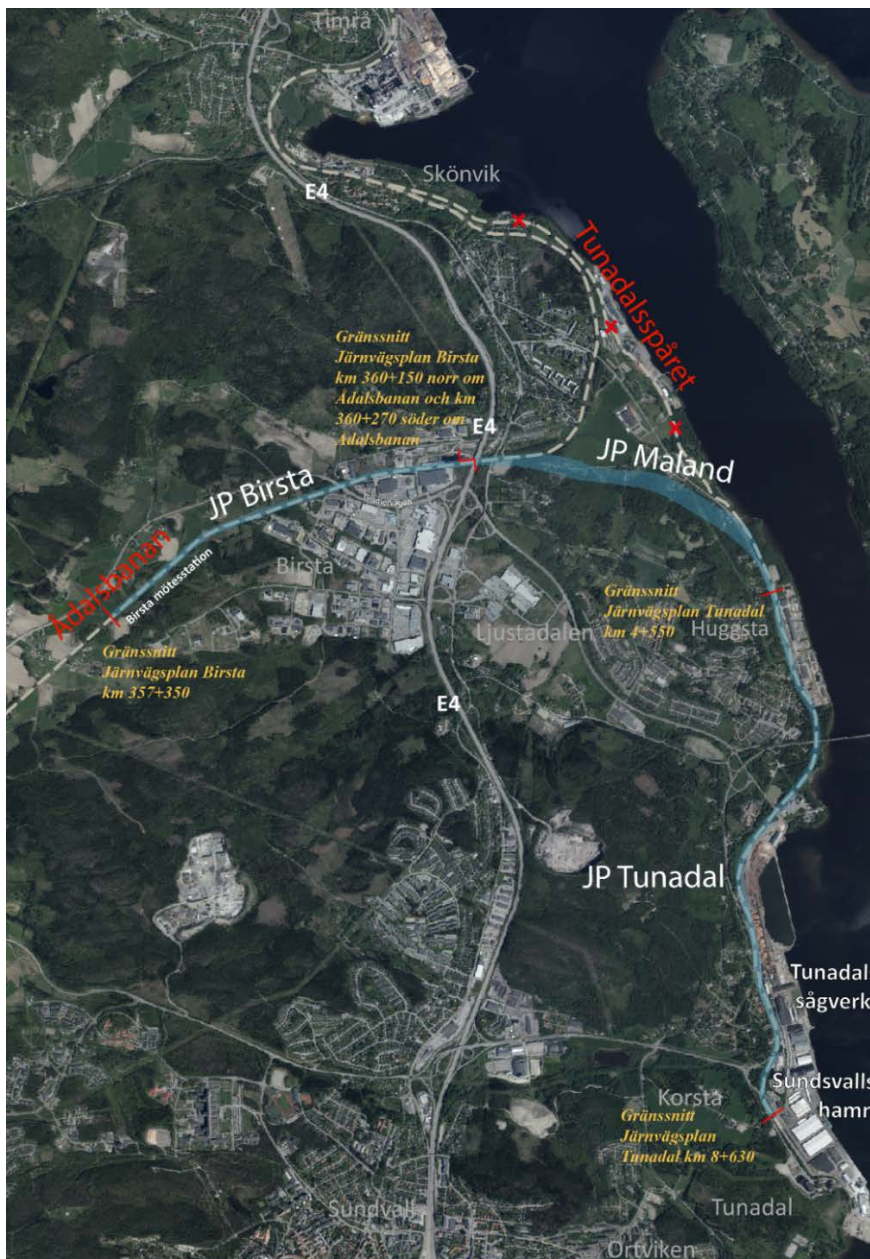 Timrå
Skönvik
E4
Tunadalsspåret
Gränssnitt
Järnvägsplan Birsta
km 360+150 norr om
Ådalsbanan och km
360+270 söder om
Ådalsbanan
E4
JP Maland
JP Birsta
Birsta
Ådalsbanan
Birsta mötesstation
Gränssnitt
Järnvägsplan Tunadal
km 4+550
Ljustadalen
Huggsta
Gränssnitt
Järnvägsplan Birsta
km 357+350
E4
JP Tunadal
Tunadals
sågverk
Sundsvalls
hamn
Korsta
Gränssnitt
Järnvägsplan
Tunadal km 8+630
Sundsvall
Tunadal
Ortviken